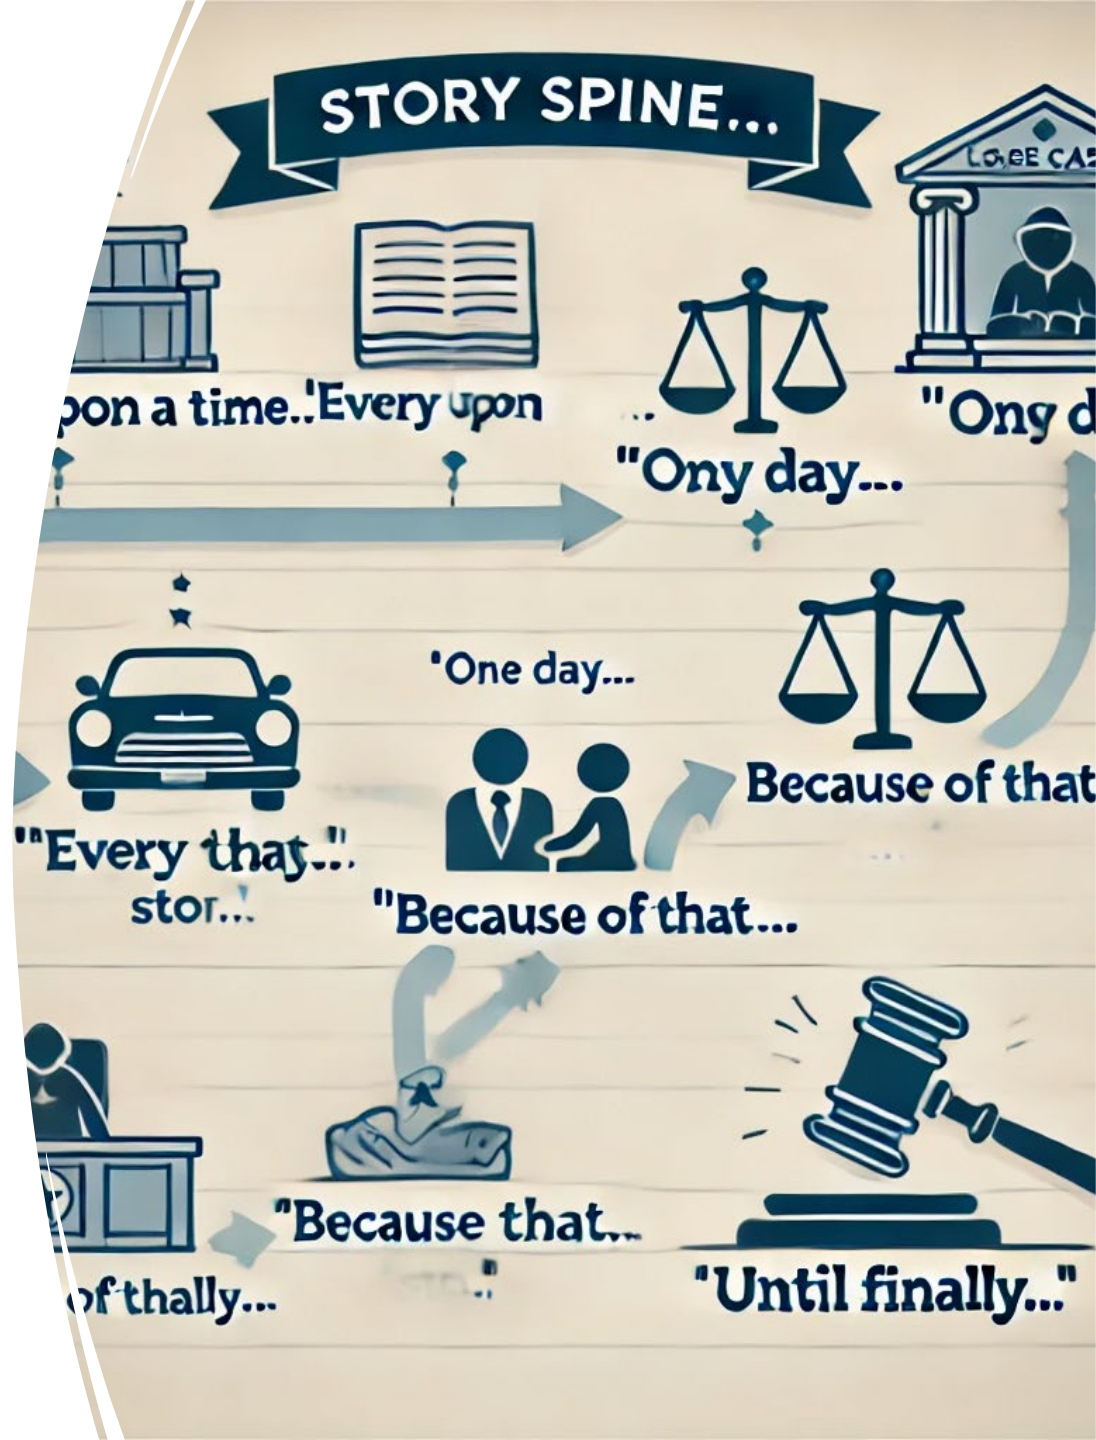 STORY SPINE...
pon a time..'Every upon
...
"Ony day...
"Ong d
'One day...
Because of that
""Every that..."
stor...'
"Because of that...
"Because that...
of thally...
"Until finally..."